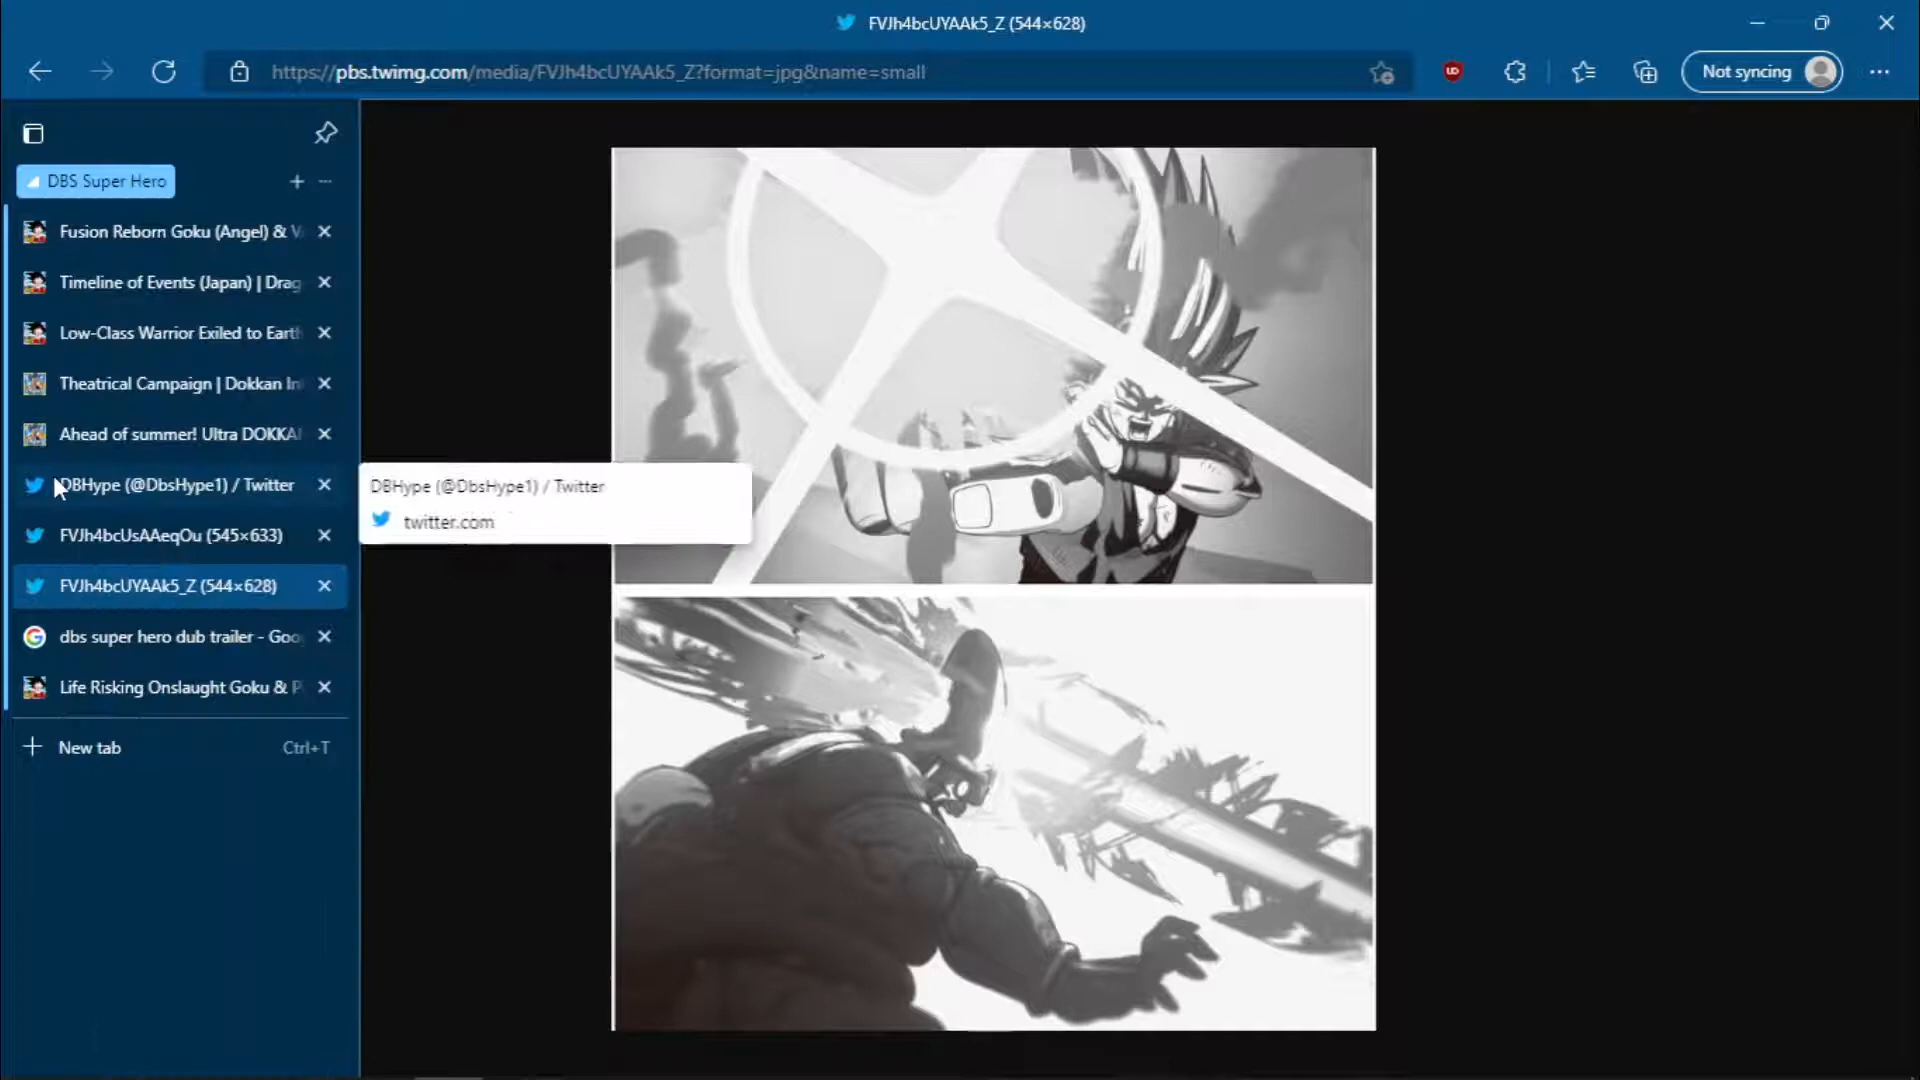 FVJh4bcUYAAk5_Z (544×628)
https://pbs.twimg.com/media/FVJh4bcUYAAk5_Z?format=jpg&name=small
Not syncing
DBS Super Hero
Fusion Reborn Goku (Angel) & V
Timeline of Events (Japan) | Drag
Low-Class Warrior Exiled to Earth
Theatrical Campaign | Dokkan In
Ahead of summer! Ultra DOKKA
DBHype (@DbsHype1) / Twitter
DBHype (@DbsHype1) / Twitter
twitter.com
FVJh4bcUsAAeqOu (545×633)
FVJh4bcUYAAk5_Z (544×628)
dbs super hero dub trailer - Goo
Life Risking Onslaught Goku & P
New tab Ctrl+T